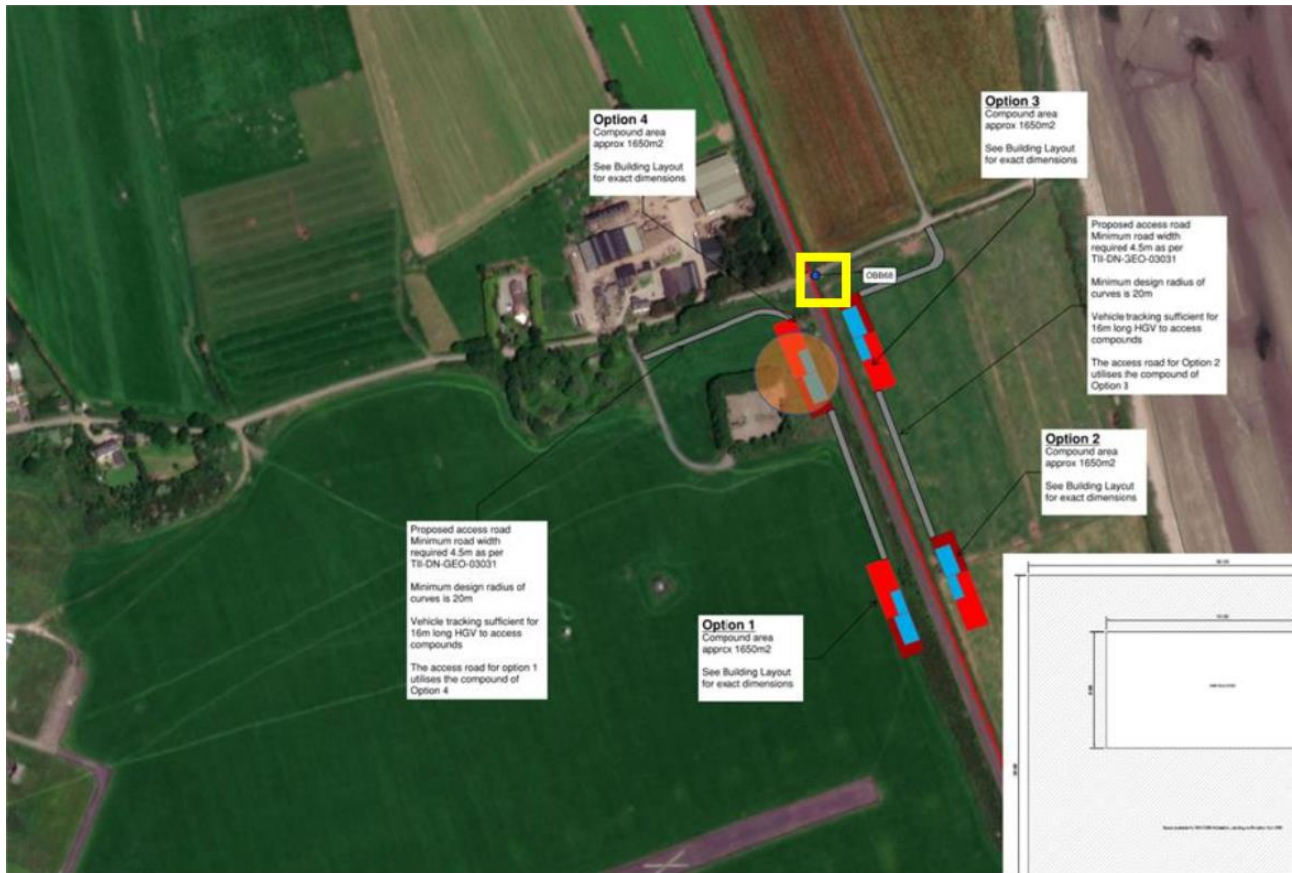 Option 4
Compound area
approx 1650m2
See Building Layout
for exact dimensions
Option 3
Compound area
approx 1650m2
See Building Layout
for exact dimensions
OBB68
Proposed access road
Minimum road width
required 4.5m as per
TII-DN-GEO-03031
Minimum design radius of
curves is 20m
Vehicle tracking sufficient for
16m long HGV to access
compounds
The access road for Option 2
utilises the compound of
Option 3
Option 2
Compound area
approx 1650m2
See Building Layout
for exact dimensions
Proposed access road
Minimum road width
required 4.5m as per
TII-DN-GEO-03031
Minimum design radius of
curves is 20m
Vehicle tracking sufficient for
16m long HGV to access
compounds
The access road for option 1
utilises the compound of
Option 4
Option 1
Compound area
approx 1650m2
See Building Layout
for exact dimensions